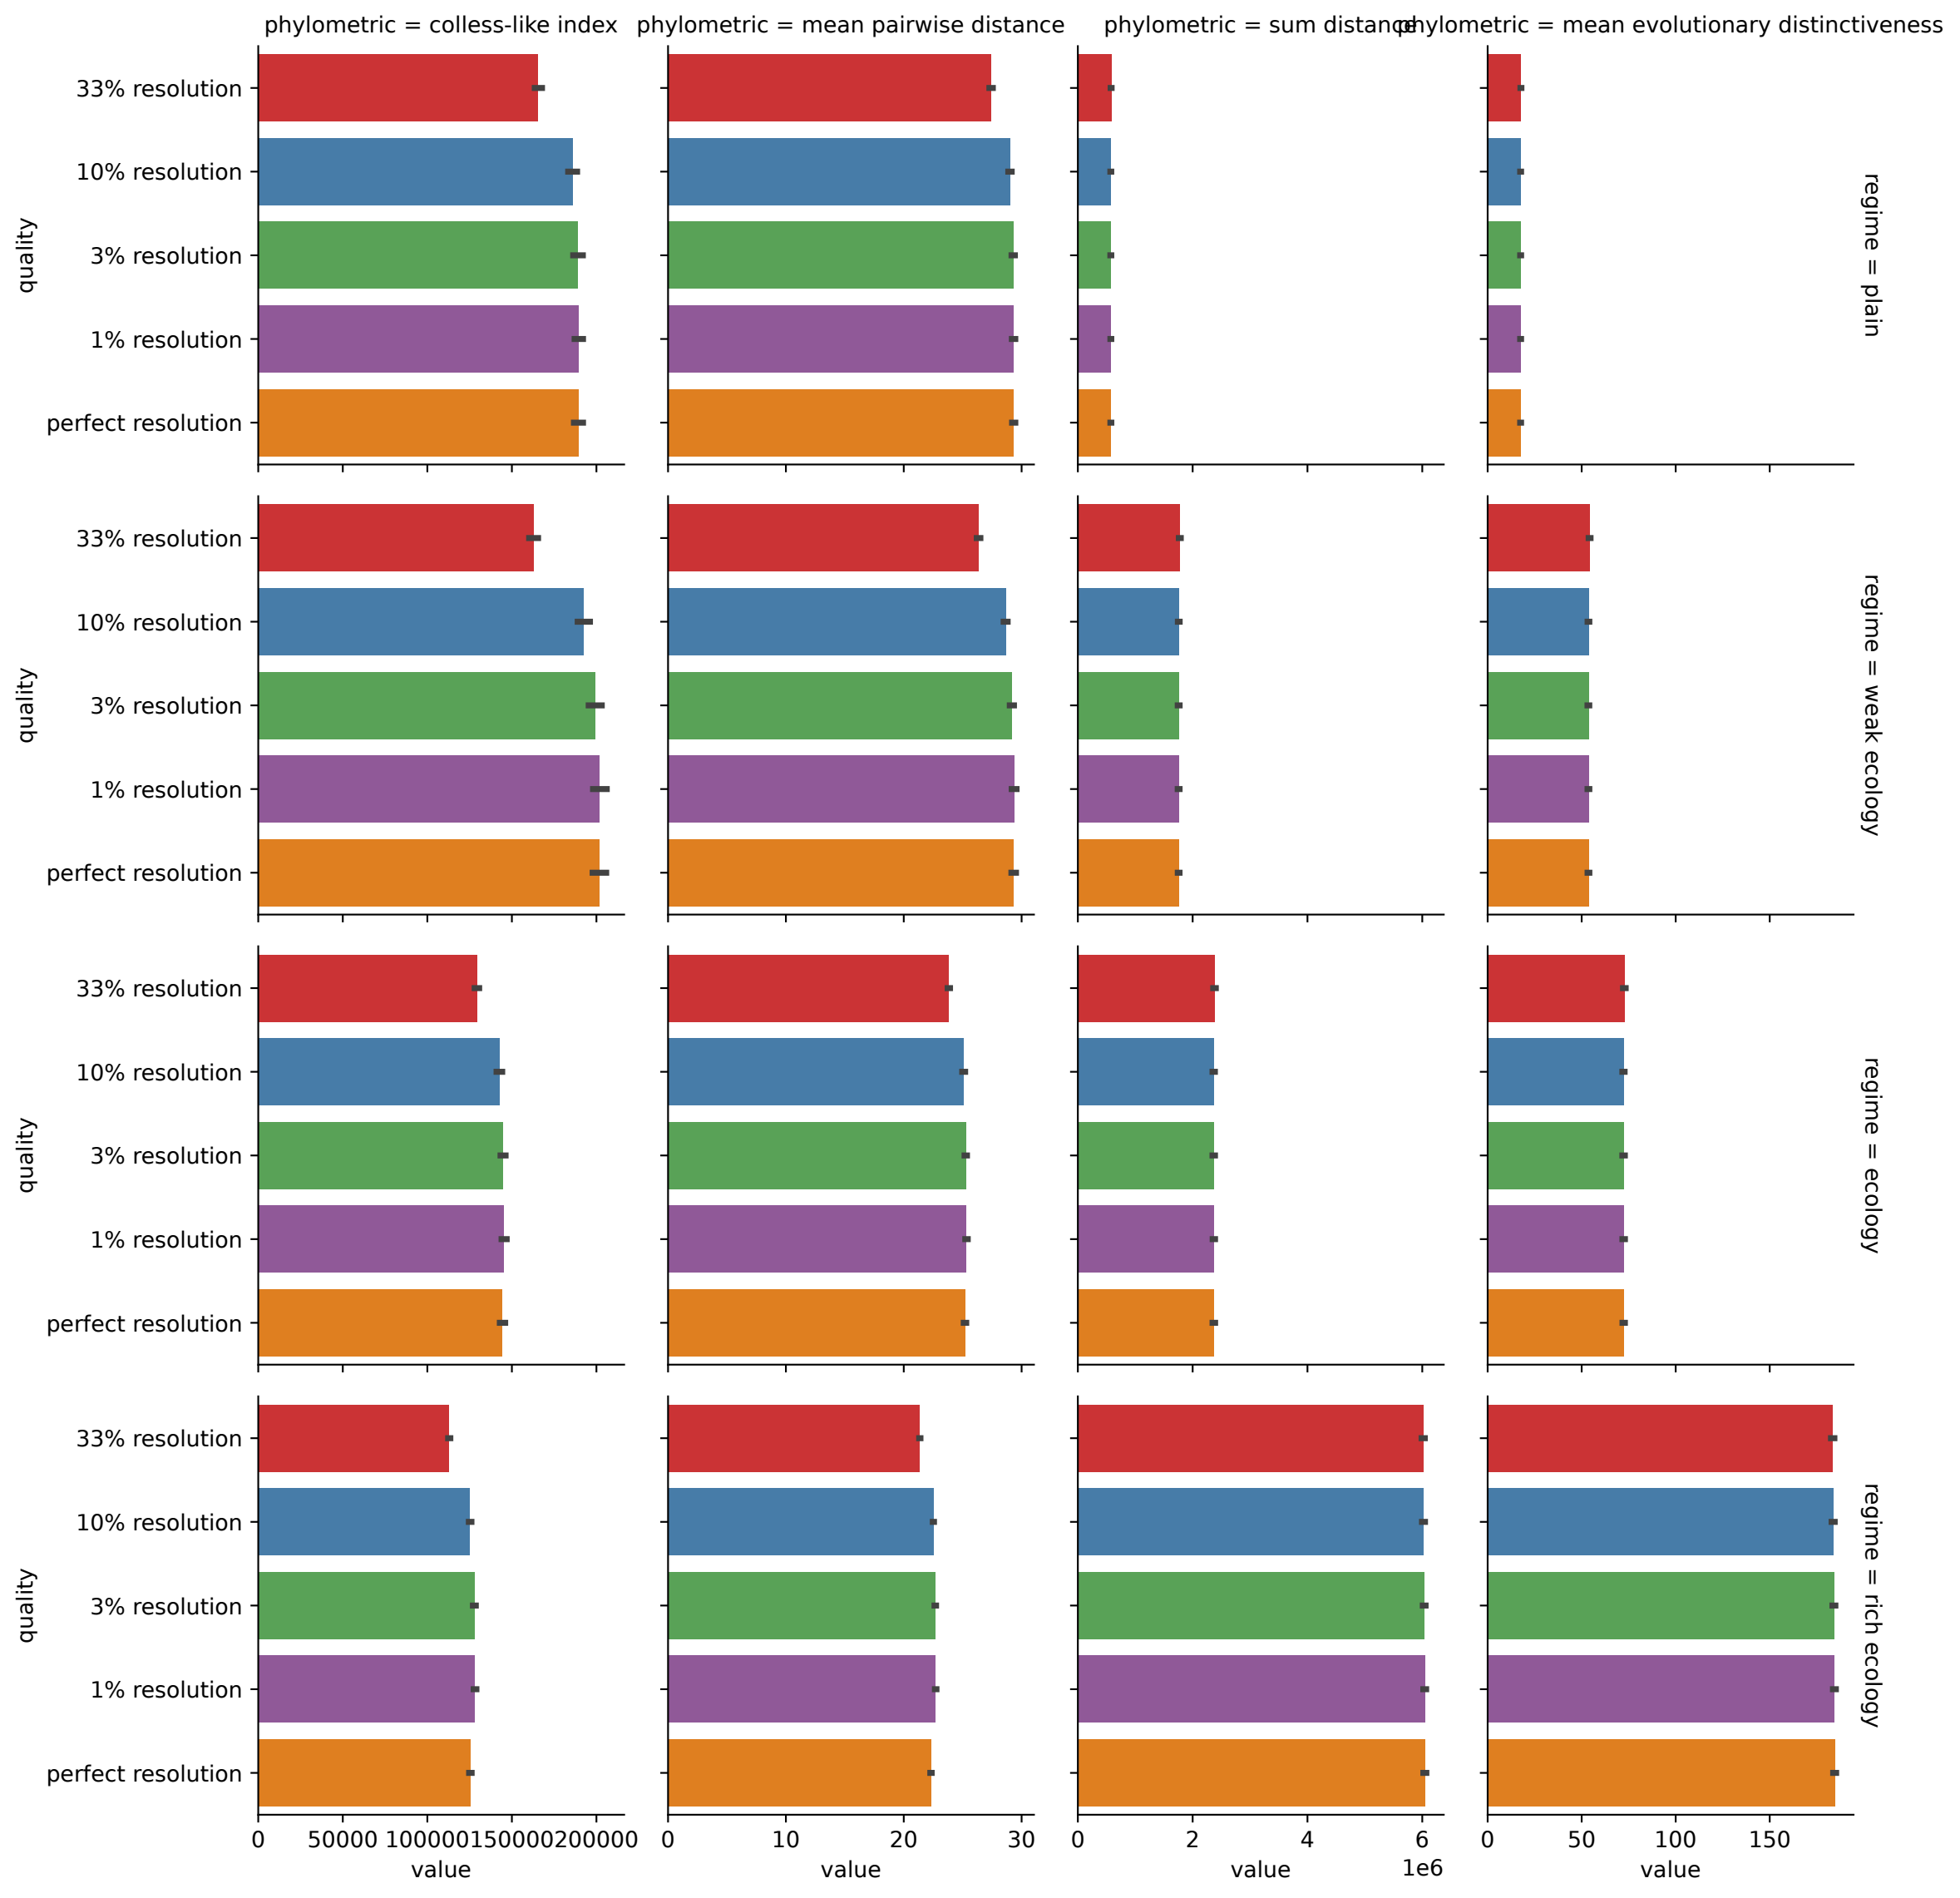 phylometric = colless-like index
phylometric = mean pairwise distance
phylometric = sum distance
phylometric = mean evolutionary distinctiveness
quality
33% resolution
10% resolution
3% resolution
1% resolution
perfect resolution
regime = plain
quality
33% resolution
10% resolution
3% resolution
1% resolution
perfect resolution
regime = weak ecology
quality
33% resolution
10% resolution
3% resolution
1% resolution
perfect resolution
regime = ecology
quality
33% resolution
10% resolution
3% resolution
1% resolution
perfect resolution
regime = rich ecology
0 50000 100000 150000 200000
value
0 10 20 30
value
0 2 4 6
1e6
value
0 50 100 150
value